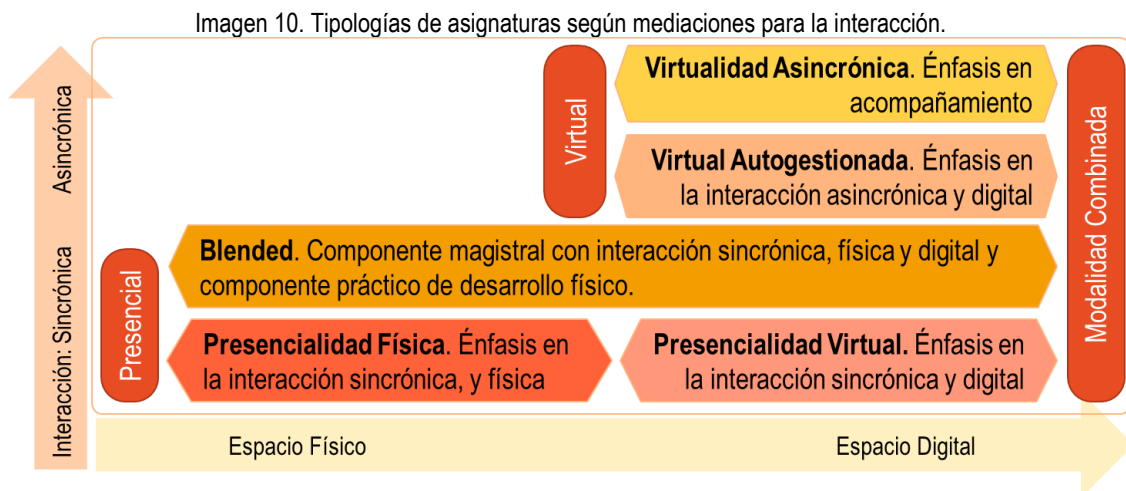 Imagen 10. Tipologías de asignaturas según mediaciones para la interacción.
Asincrónica
Interacción: Sincrónica
Virtual
Virtualidad Asincrónica. Énfasis en
acompañamiento
Virtual Autogestionada. Énfasis en
la interacción asincrónica y digital
Modalidad Combinada
Presencial
Blended. Componente magistral con interacción sincrónica, física y digital y
componente práctico de desarrollo físico.
Presencialidad Física. Énfasis en
la interacción sincrónica, y física
Presencialidad Virtual. Énfasis en
la interacción sincrónica y digital
Espacio Físico
Espacio Digital